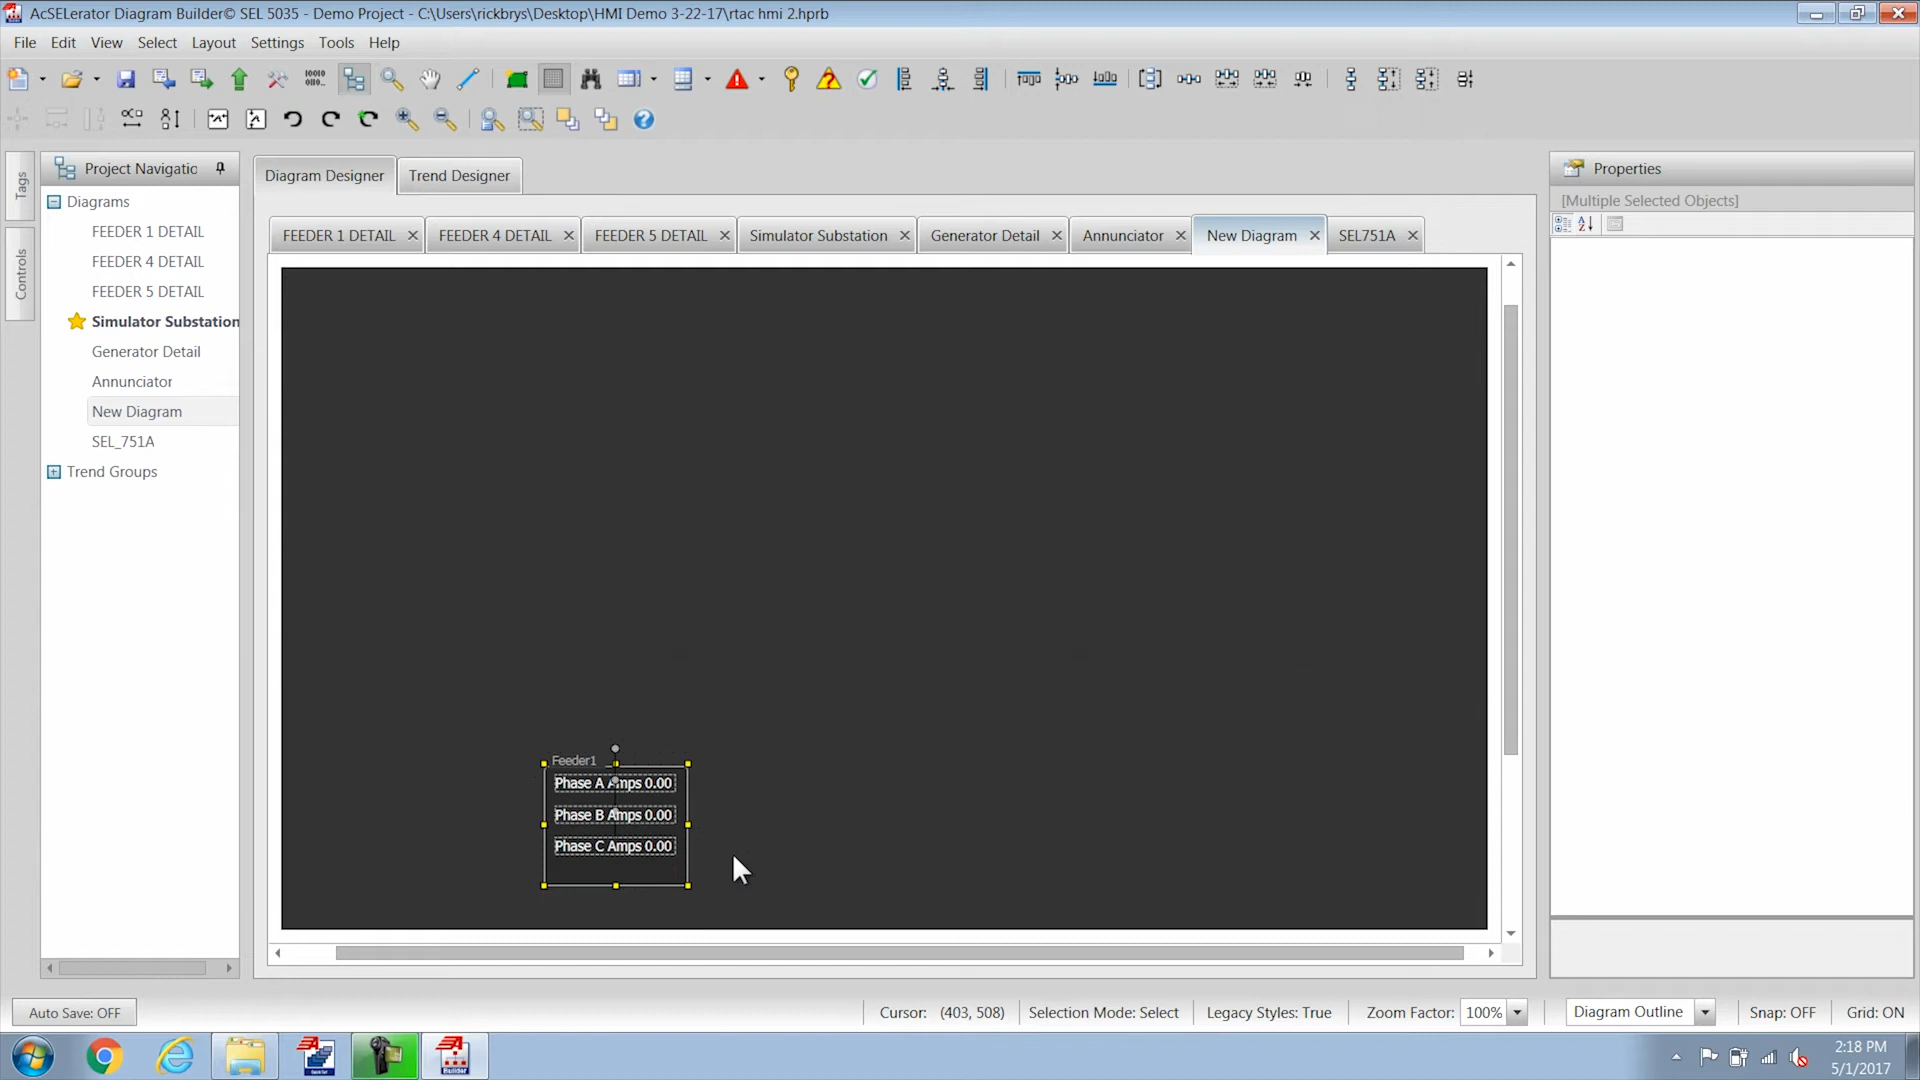 AcSELerator Diagram Builder© SEL 5035 - Demo Project - C:\Users\rickbrys\Desktop\HMI Demo 3-22-17\rtac hmi 2.hprb
File Edit View Select Layout Settings Tools Help
Tags
Controls
Project Navigatic
Diagrams
FEEDER 1 DETAIL
FEEDER 4 DETAIL
FEEDER 5 DETAIL
Simulator Substation
Generator Detail
Annunciator
New Diagram
SEL_751A
Trend Groups
Diagram Designer Trend Designer
FEEDER 1 DETAIL FEEDER 4 DETAIL FEEDER 5 DETAIL Simulator Substation Generator Detail Annunciator New Diagram SEL751A
Feeder1
Phase A Amps 0.00
Phase B Amps 0.00
Phase C Amps 0.00
Properties
[Multiple Selected Objects]
Auto Save: OFF Cursor: (403, 508) Selection Mode: Select Legacy Styles: True Zoom Factor: 100% Diagram Outline Snap: OFF Grid: ON
Builder
2:18 PM
5/1/2017